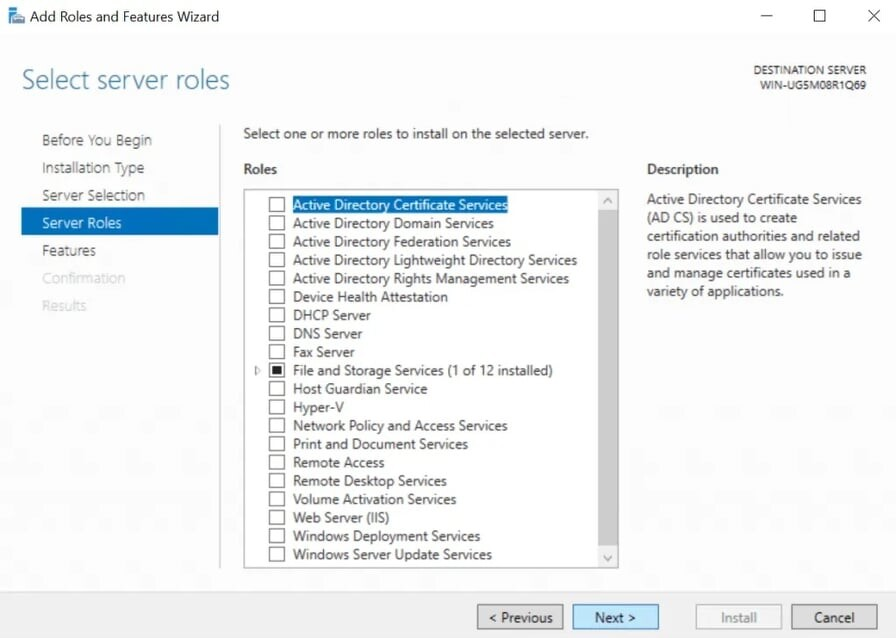 Add Roles and Features Wizard
Select server roles
DESTINATION SERVER
WIN-UG5M08R1Q69
Before You Begin
Installation Type
Server Selection
Server Roles
Features
Confirmation
Results
Select one or more roles to install on the selected server.
Roles
Active Directory Certificate Services
Active Directory Domain Services
Active Directory Federation Services
Active Directory Lightweight Directory Services
Active Directory Rights Management Services
Device Health Attestation
DHCP Server
DNS Server
Fax Server
File and Storage Services (1 of 12 installed)
Host Guardian Service
Hyper-V
Network Policy and Access Services
Print and Document Services
Remote Access
Remote Desktop Services
Volume Activation Services
Web Server (IIS)
Windows Deployment Services
Windows Server Update Services
Description
Active Directory Certificate Services
(AD CS) is used to create
certification authorities and related
role services that allow you to issue
and manage certificates used in a
variety of applications.
< Previous
Next >
Install
Cancel